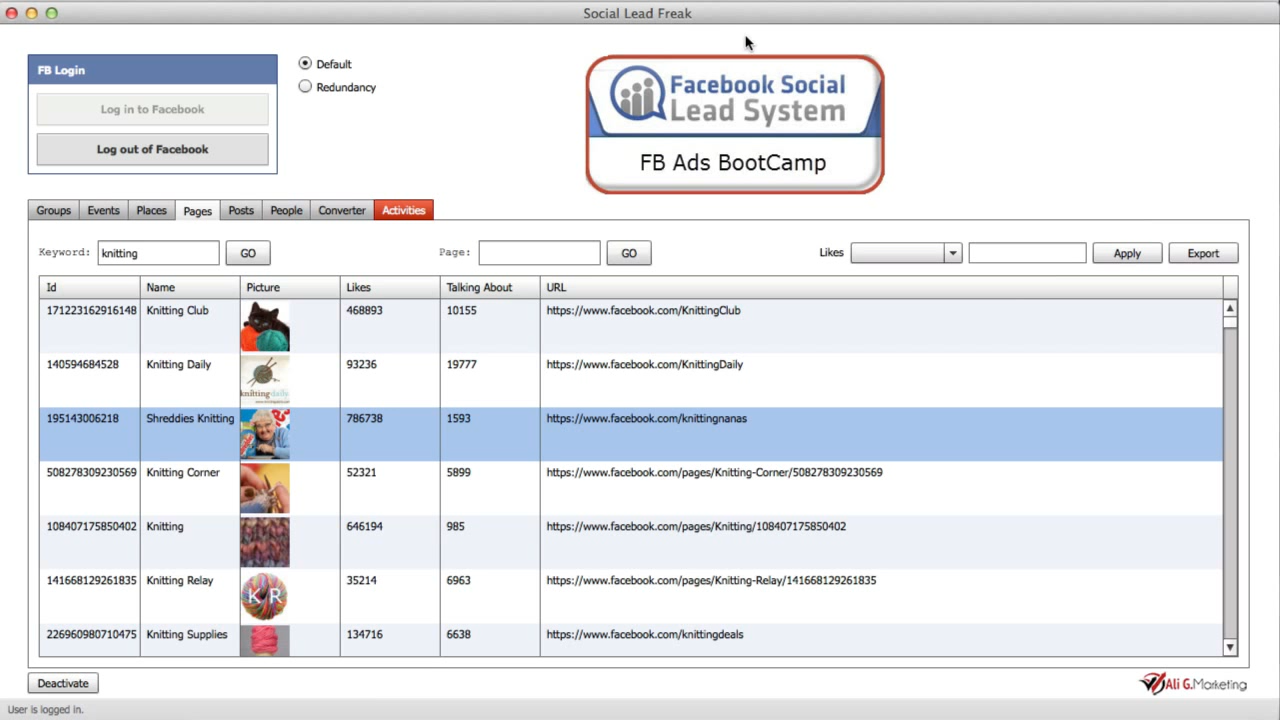 Social Lead Freak
FB Login
Log in to Facebook
Log out of Facebook
Default
Redundancy
Facebook Social
Lead System
FB Ads BootCamp
Groups Events Places Pages Posts People Converter Activities
Keyword: knitting GO Page: GO Likes Apply Export
Id Name Picture Likes Talking About URL
171223162916148 Knitting Club 468893 10155 https://www.facebook.com/KnittingClub
140594684528 Knitting Daily knittingdaily 93236 19777 https://www.facebook.com/KnittingDaily
195143006218 Shreddies Knitting 786738 1593 https://www.facebook.com/knittingnanas
508278309230569 Knitting Corner 52321 5899 https://www.facebook.com/pages/Knitting-Corner/508278309230569
108407175850402 Knitting 646194 985 https://www.facebook.com/pages/Knitting/108407175850402
141668129261835 Knitting Relay K R 35214 6963 https://www.facebook.com/pages/Knitting-Relay/141668129261835
226960980710475 Knitting Supplies 134716 6638 https://www.facebook.com/knittingdeals
Deactivate
Ali G.Marketing
User is logged in.